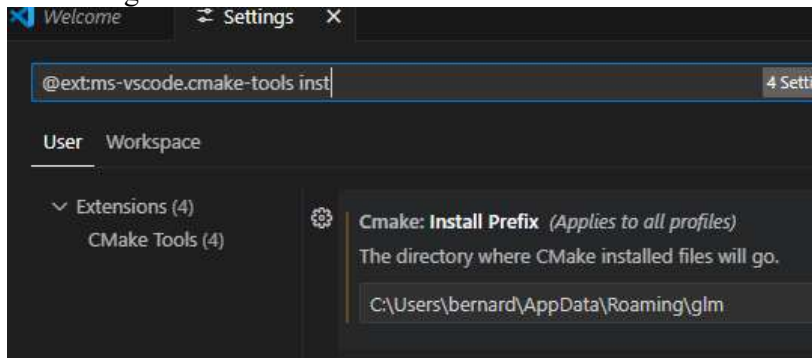 Welcome
Settings
@ext:ms-vscode.cmake-tools inst
4 Setti
User Workspace
Extensions (4)
CMake Tools (4)
Cmake: Install Prefix (Applies to all profiles)
The directory where CMake installed files will go.
C:\Users\bernard\AppData\Roaming\glm